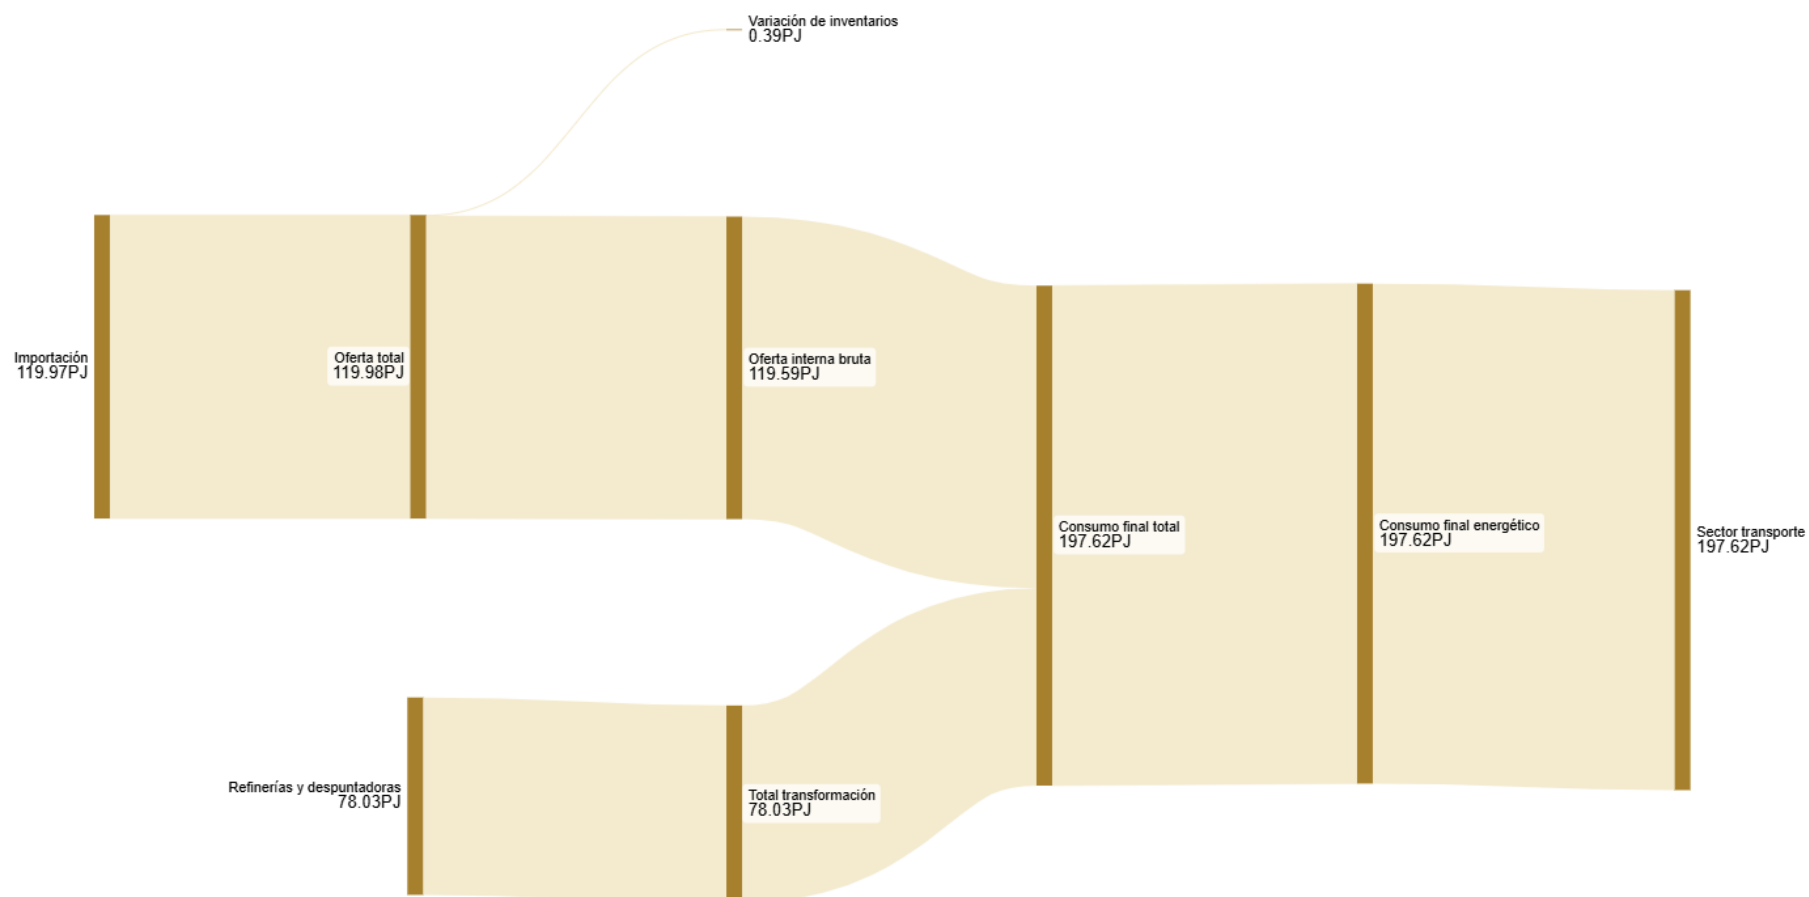 Variación de inventarios
0.39PJ
Importación
119.97PJ
Oferta total
119.98PJ
Oferta interna bruta
119.59PJ
Consumo final total
197.62PJ
Consumo final energético
197.62PJ
Sector transporte
197.62PJ
Refinerías y despuntadoras
78.03PJ
Total transformación
78.03PJ